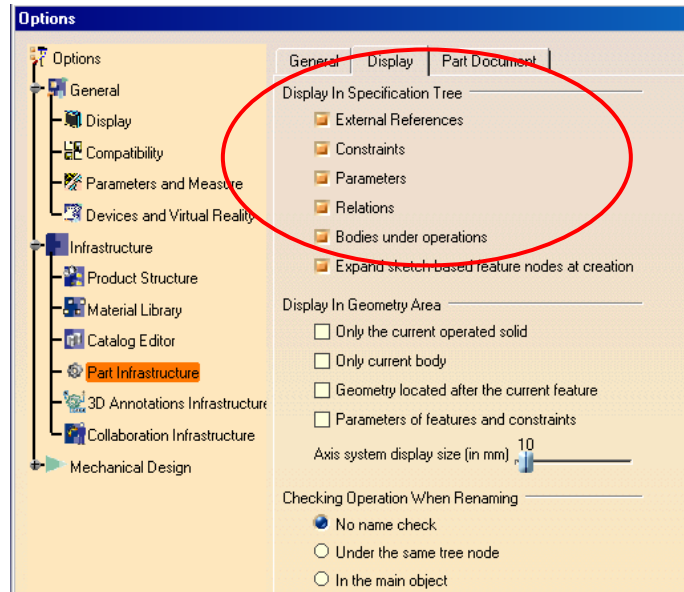 Options
Options
General
Display
Compatibility
Parameters and Measure
Devices and Virtual Reality
Infrastructure
Product Structure
Material Library
Catalog Editor
Part Infrastructure
3D Annotations Infrastructure
Collaboration Infrastructure
Mechanical Design
General Display Part Document
Display In Specification Tree
External References
Constraints
Parameters
Relations
Bodies under operations
Expand sketch-based feature nodes at creation
Display In Geometry Area
Only the current operated solid
Only current body
Geometry located after the current feature
Parameters of features and constraints
Axis system display size (in mm) 10
Checking Operation When Renaming
No name check
Under the same tree node
In the main object